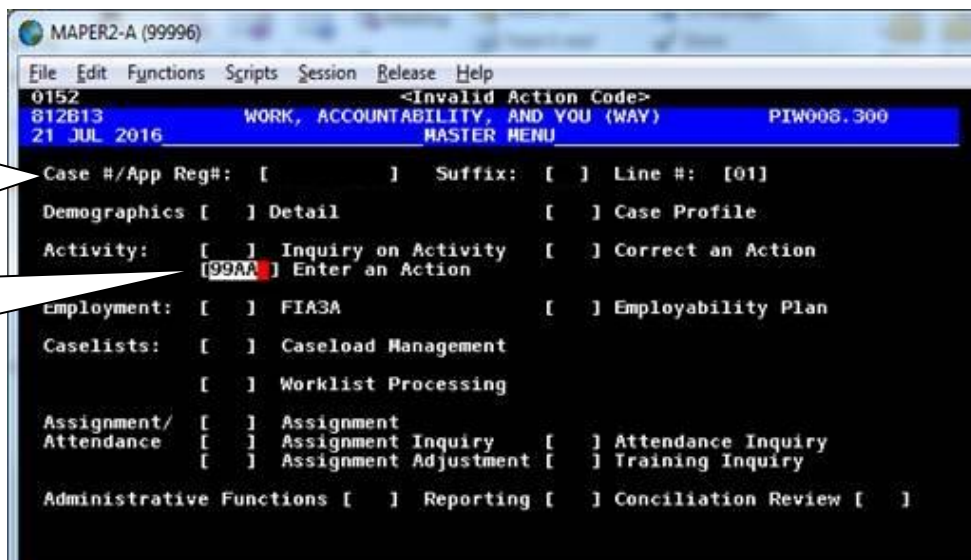 MAPER2-A (99996)
File Edit Functions Scripts Session Release Help
0152 <Invalid Action Code>
812B13 WORK, ACCOUNTABILITY, AND YOU (WAY) PIW008.300
21 JUL 2016 MASTER MENU
Case #/App Reg#: [ ] Suffix: [ ] Line #: [01]
Demographics [ ] Detail [ ] Case Profile
Activity: [ ] Inquiry on Activity [ ] Correct an Action
[99AA ] Enter an Action
Employment: [ ] FIA3A [ ] Employability Plan
Caselists: [ ] Caseload Management
[ ] Worklist Processing
Assignment/ [ ] Assignment
Attendance [ ] Assignment Inquiry [ ] Attendance Inquiry
[ ] Assignment Adjustment [ ] Training Inquiry
Administrative Functions [ ] Reporting [ ] Conciliation Review [ ]